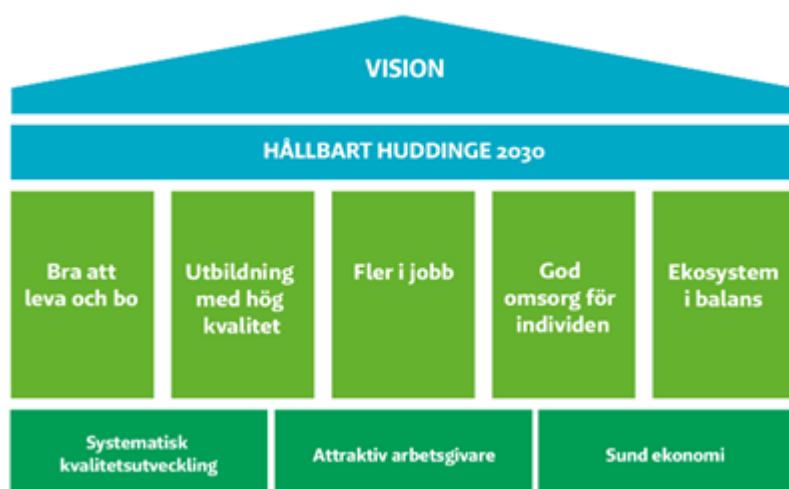 VISION
HÅLLBART HUDDINGE 2030
Bra att
leva och bo
Utbildning
med hög
kvalitet
Fler i jobb
God
omsorg för
individen
Ekosystem
i balans
Systematisk
kvalitetsutveckling
Attraktiv arbetsgivare
Sund ekonomi